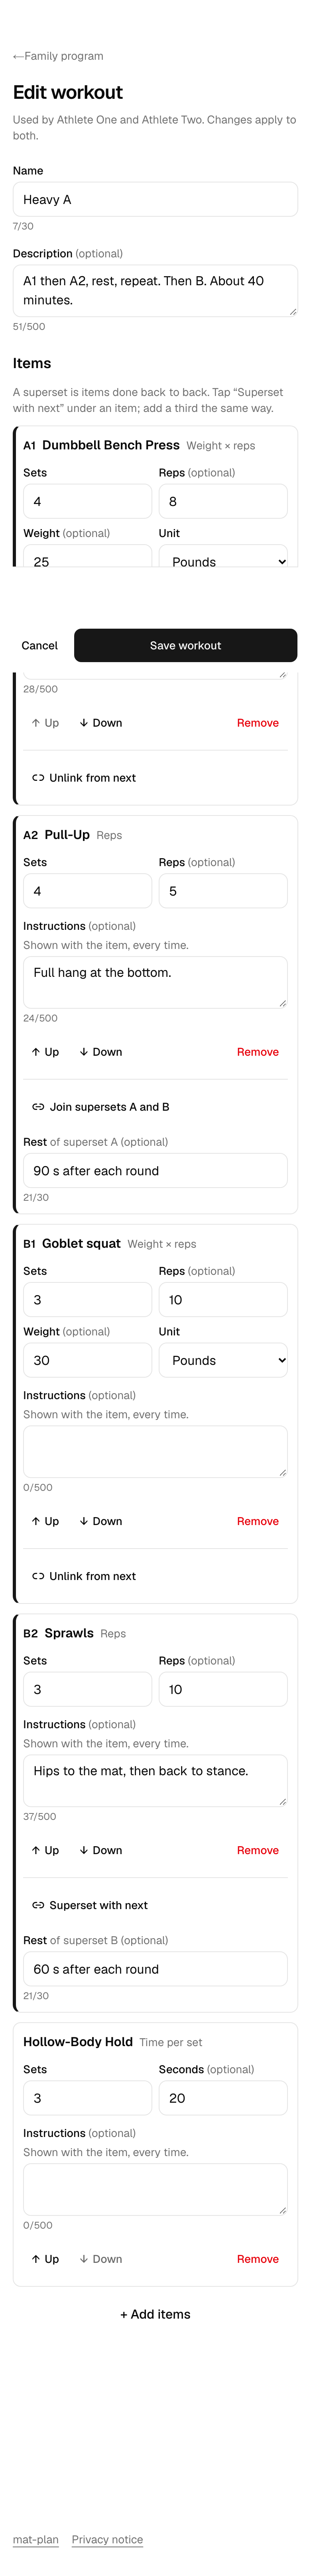 ←Family program
Edit workout
Used by Athlete One and Athlete Two. Changes apply to
both.
Name
Heavy A
7/30
Description (optional)
A1 then A2, rest, repeat. Then B. About 40
minutes.
51/500
Items
A superset is items done back to back. Tap “Superset
with next” under an item; add a third the same way.
A1 Dumbbell Bench Press Weight × reps
Sets Reps (optional)
4 8
Weight (optional) Unit
25 Pounds
Cancel Save workout
28/500
↑ Up ↓ Down Remove
Unlink from next
A2 Pull-Up Reps
Sets Reps (optional)
4 5
Instructions (optional)
Shown with the item, every time.
Full hang at the bottom.
24/500
↑ Up ↓ Down Remove
Join supersets A and B
Rest of superset A (optional)
90 s after each round
21/30
B1 Goblet squat Weight × reps
Sets Reps (optional)
3 10
Weight (optional) Unit
30 Pounds
Instructions (optional)
Shown with the item, every time.
0/500
↑ Up ↓ Down Remove
Unlink from next
B2 Sprawls Reps
Sets Reps (optional)
3 10
Instructions (optional)
Shown with the item, every time.
Hips to the mat, then back to stance.
37/500
↑ Up ↓ Down Remove
Superset with next
Rest of superset B (optional)
60 s after each round
21/30
Hollow-Body Hold Time per set
Sets Seconds (optional)
3 20
Instructions (optional)
Shown with the item, every time.
0/500
↑ Up ↓ Down Remove
+ Add items
mat-plan Privacy notice